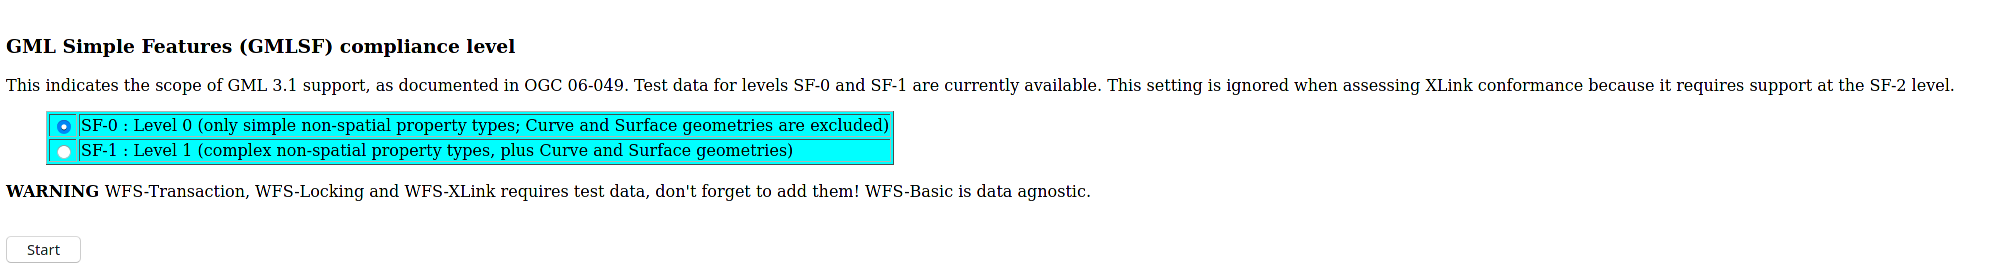 GML Simple Features (GMLSF) compliance level
This indicates the scope of GML 3.1 support, as documented in OGC 06-049. Test data for levels SF-0 and SF-1 are currently available. This setting is ignored when assessing XLink conformance because it requires support at the SF-2 level.
SF-0 : Level 0 (only simple non-spatial property types; Curve and Surface geometries are excluded)
SF-1 : Level 1 (complex non-spatial property types, plus Curve and Surface geometries)
WARNING WFS-Transaction, WFS-Locking and WFS-XLink requires test data, don't forget to add them! WFS-Basic is data agnostic.
Start